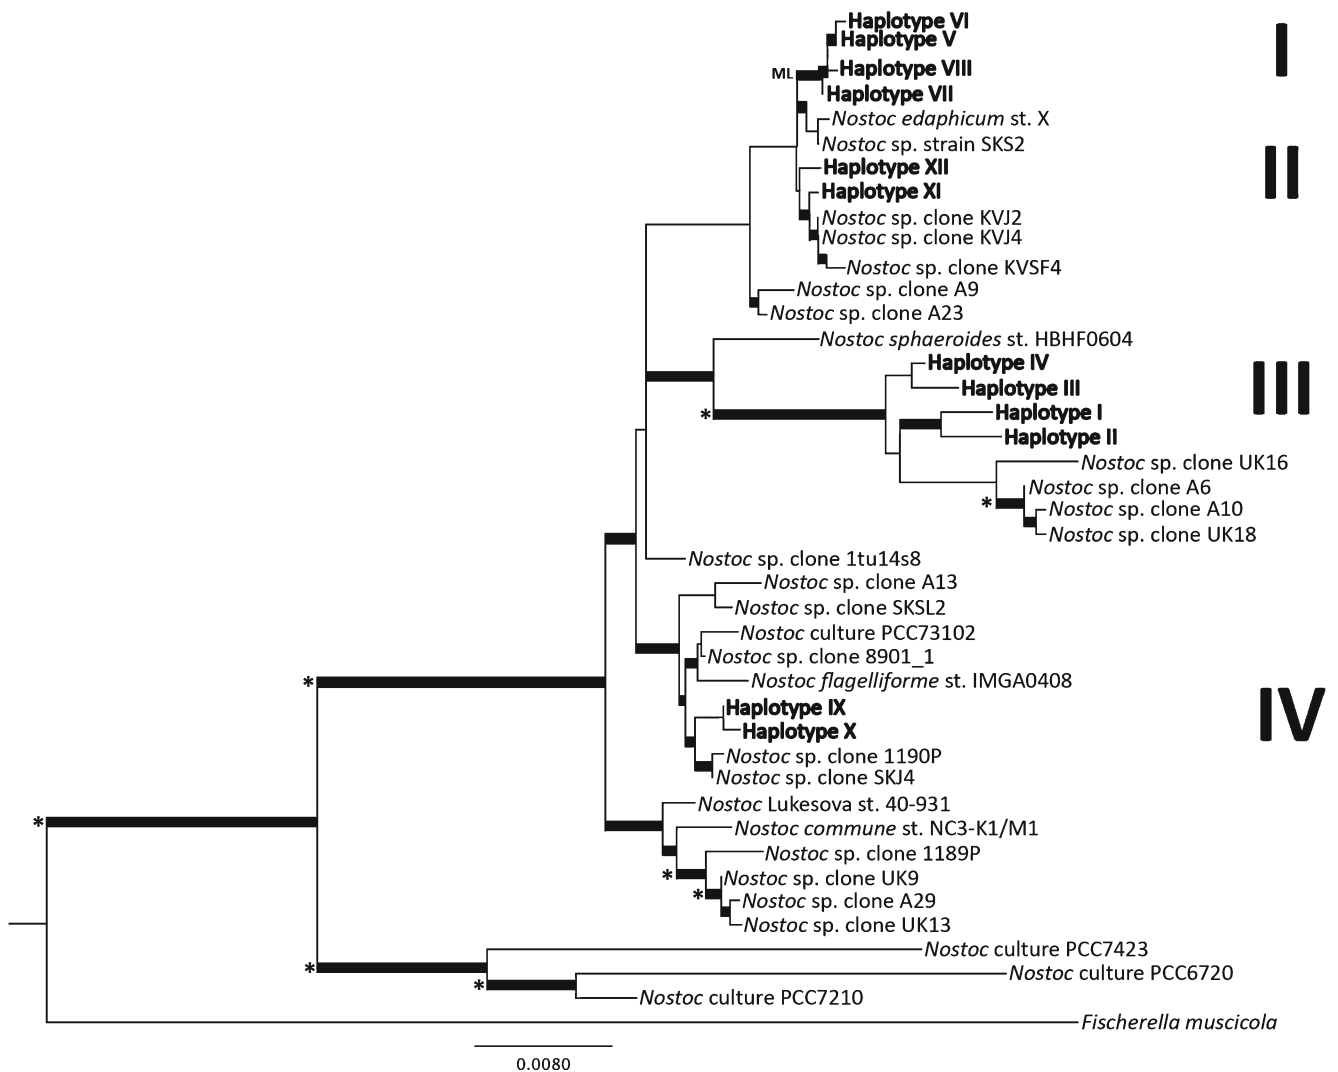 Haplotype VI
Haplotype V
I
ML
Haplotype VIII
Haplotype VII
Nostoc edaphicum st. X
Nostoc sp. strain SKS2
II
Haplotype XII
Haplotype XI
Nostoc sp. clone KVJ2
Nostoc sp. clone KVJ4
Nostoc sp. clone KVSF4
Nostoc sp. clone A9
Nostoc sp. clone A23
Nostoc sphaeroides st. HBHF0604
Haplotype IV
Haplotype III
III
* Haplotype I
Haplotype II
Nostoc sp. clone UK16
Nostoc sp. clone A6
*
Nostoc sp. clone A10
Nostoc sp. clone UK18
Nostoc sp. clone 1tu14s8
Nostoc sp. clone A13
Nostoc sp. clone SKSL2
Nostoc culture PCC73102
Nostoc sp. clone 8901_1
* Nostoc flagelliforme st. IMGA0408
Haplotype IX
IV
Haplotype X
Nostoc sp. clone 1190P
Nostoc sp. clone SKJ4
Nostoc Lukesova st. 40-931
* Nostoc commune st. NC3-K1/M1
Nostoc sp. clone 1189P
* Nostoc sp. clone UK9
* Nostoc sp. clone A29
Nostoc sp. clone UK13
Nostoc culture PCC7423
* Nostoc culture PCC6720
* Nostoc culture PCC7210
Fischerella muscicola
0.0080